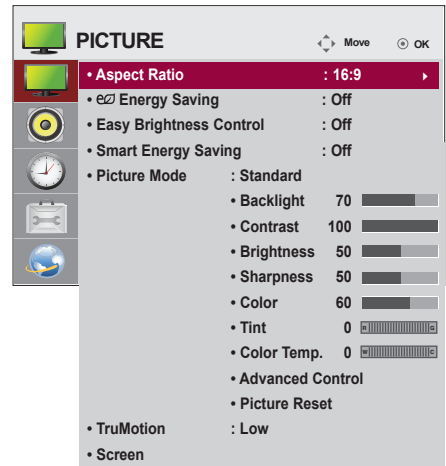 PICTURE Move OK
• Aspect Ratio : 16:9
• Energy Saving : Off
• Easy Brightness Control : Off
• Smart Energy Saving : Off
• Picture Mode : Standard
• Backlight 70
• Contrast 100
• Brightness 50
• Sharpness 50
• Color 60
• Tint 0 R G
• Color Temp. 0 W C
• Advanced Control
• Picture Reset
• TruMotion : Low
• Screen